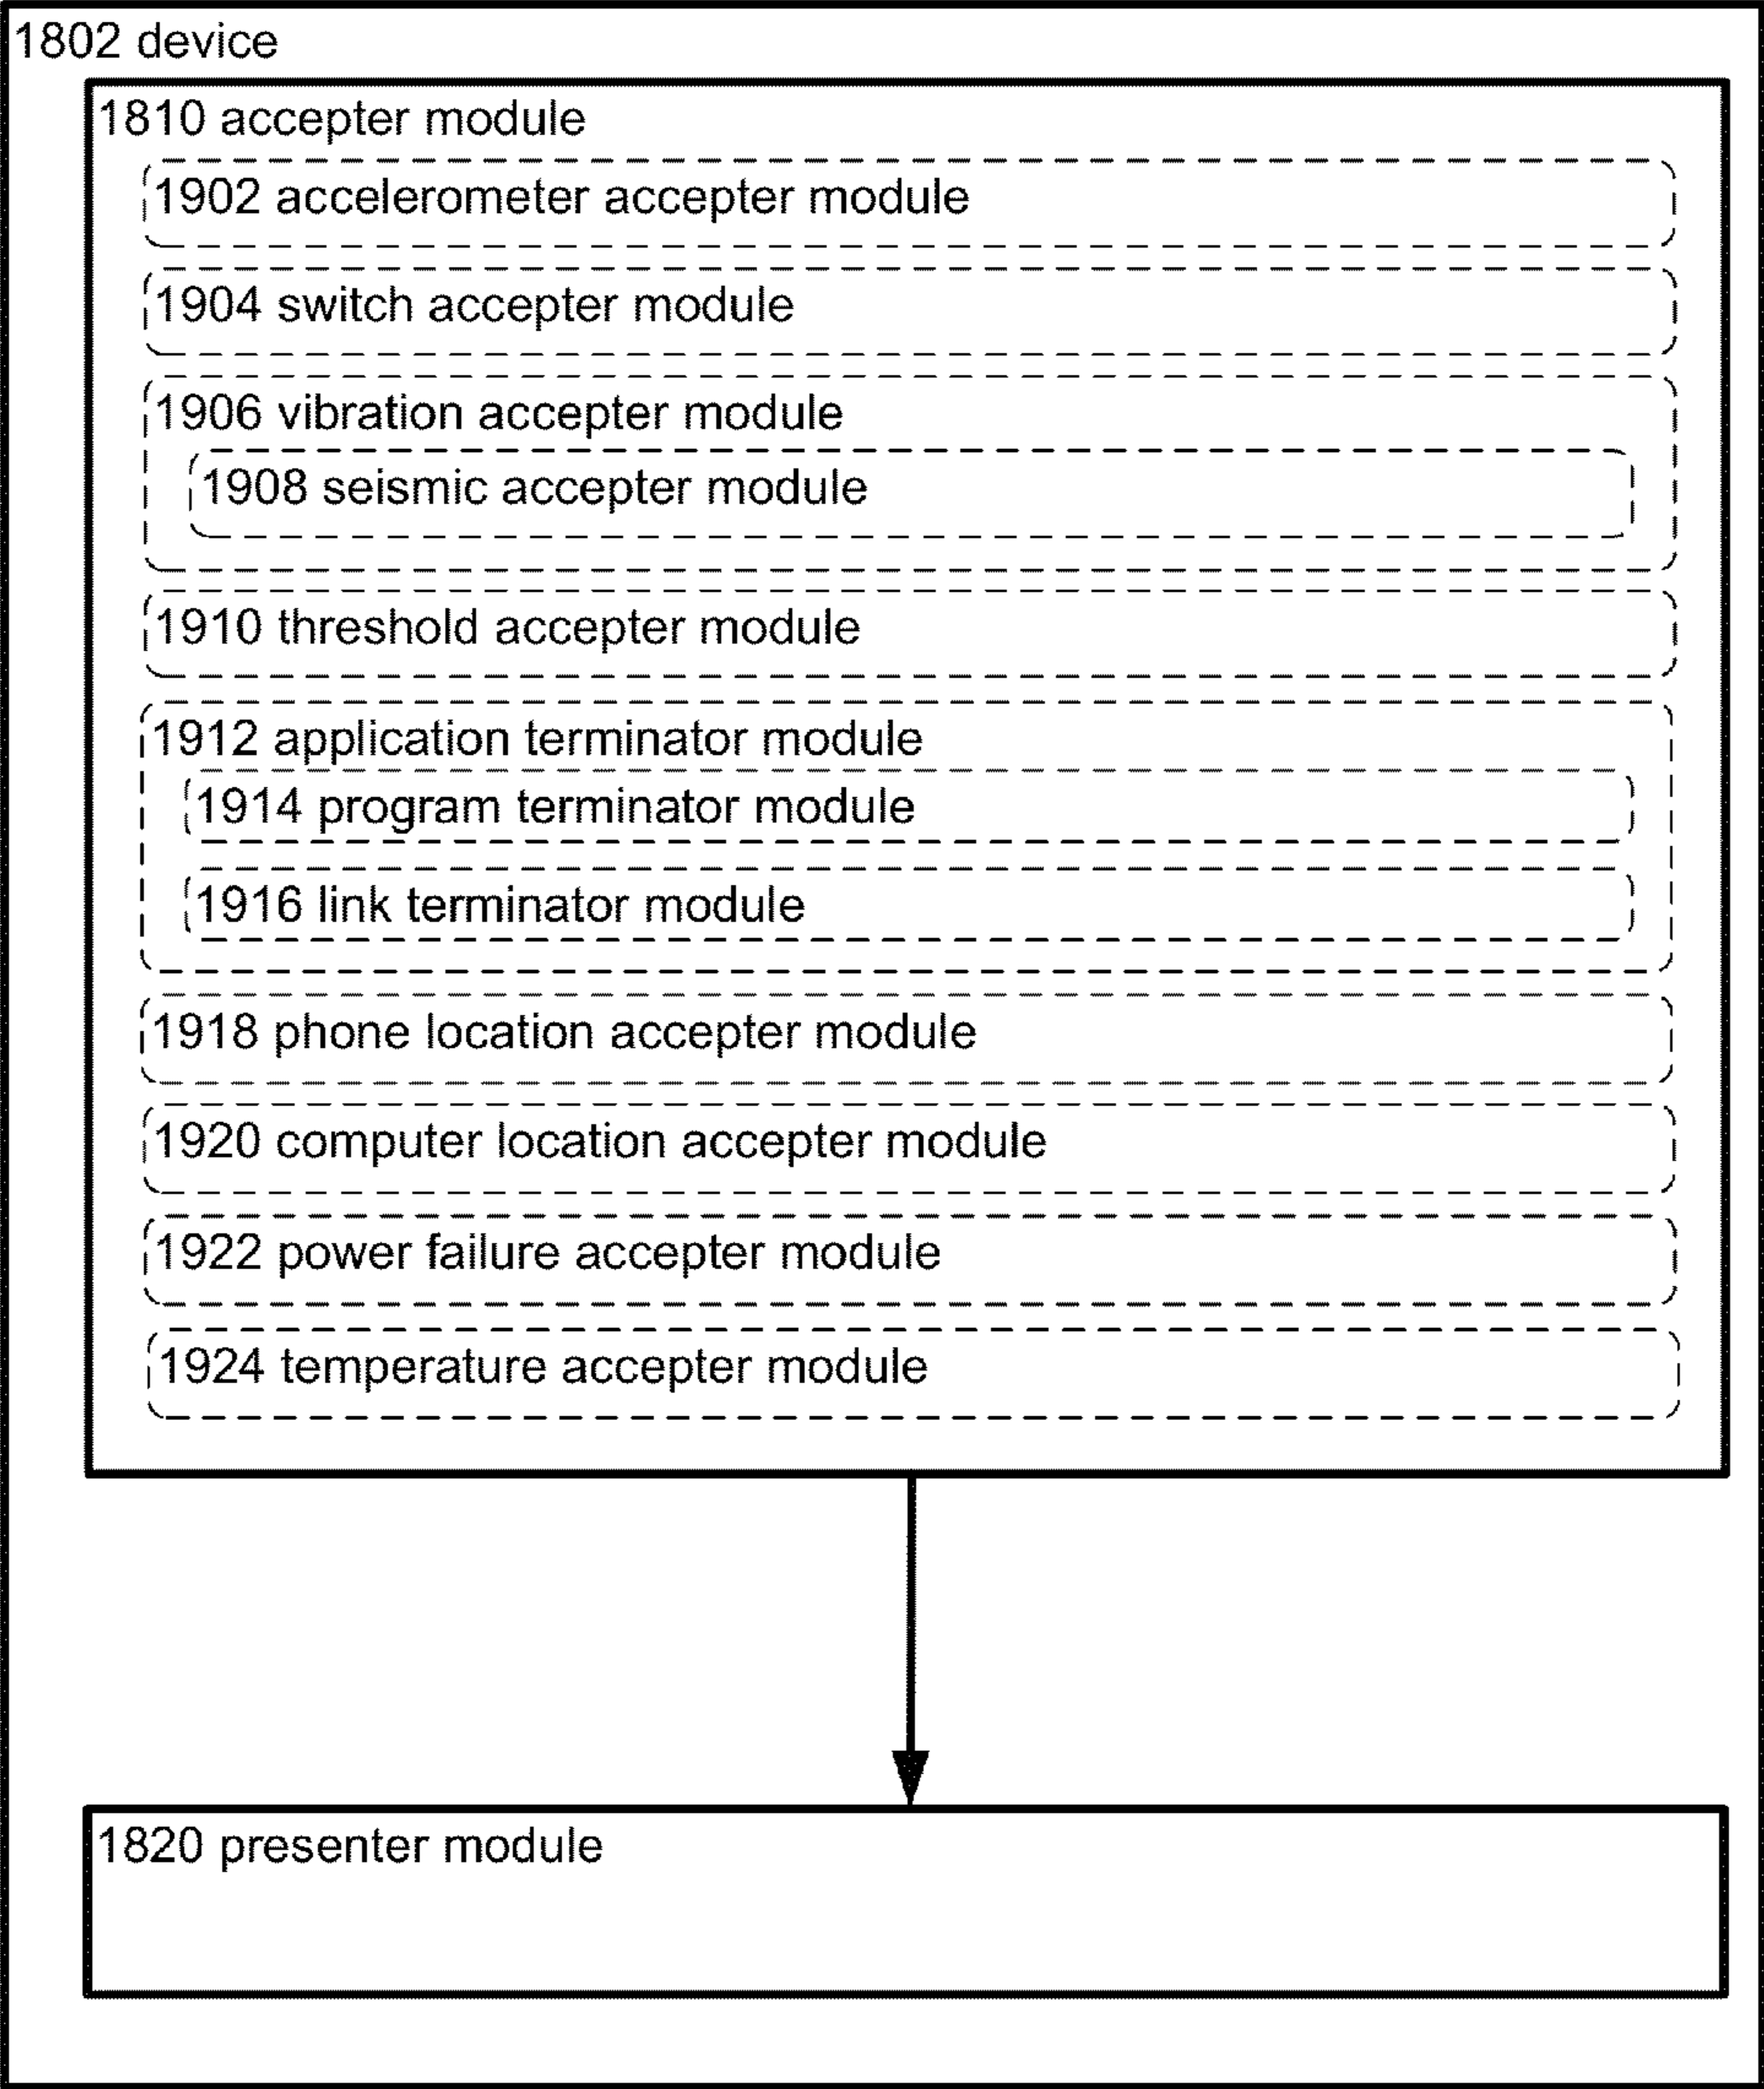 1802 device
1810 accepter module
1902 accelerometer accepter module
1904 switch accepter module
1906 vibration accepter module
1908 seismic accepter module
1910 threshold accepter module
1912 application terminator module
1914 program terminator module
1916 link terminator module
1918 phone location accepter module
1920 computer location accepter module
1922 power failure accepter module
1924 temperature accepter module
1820 presenter module